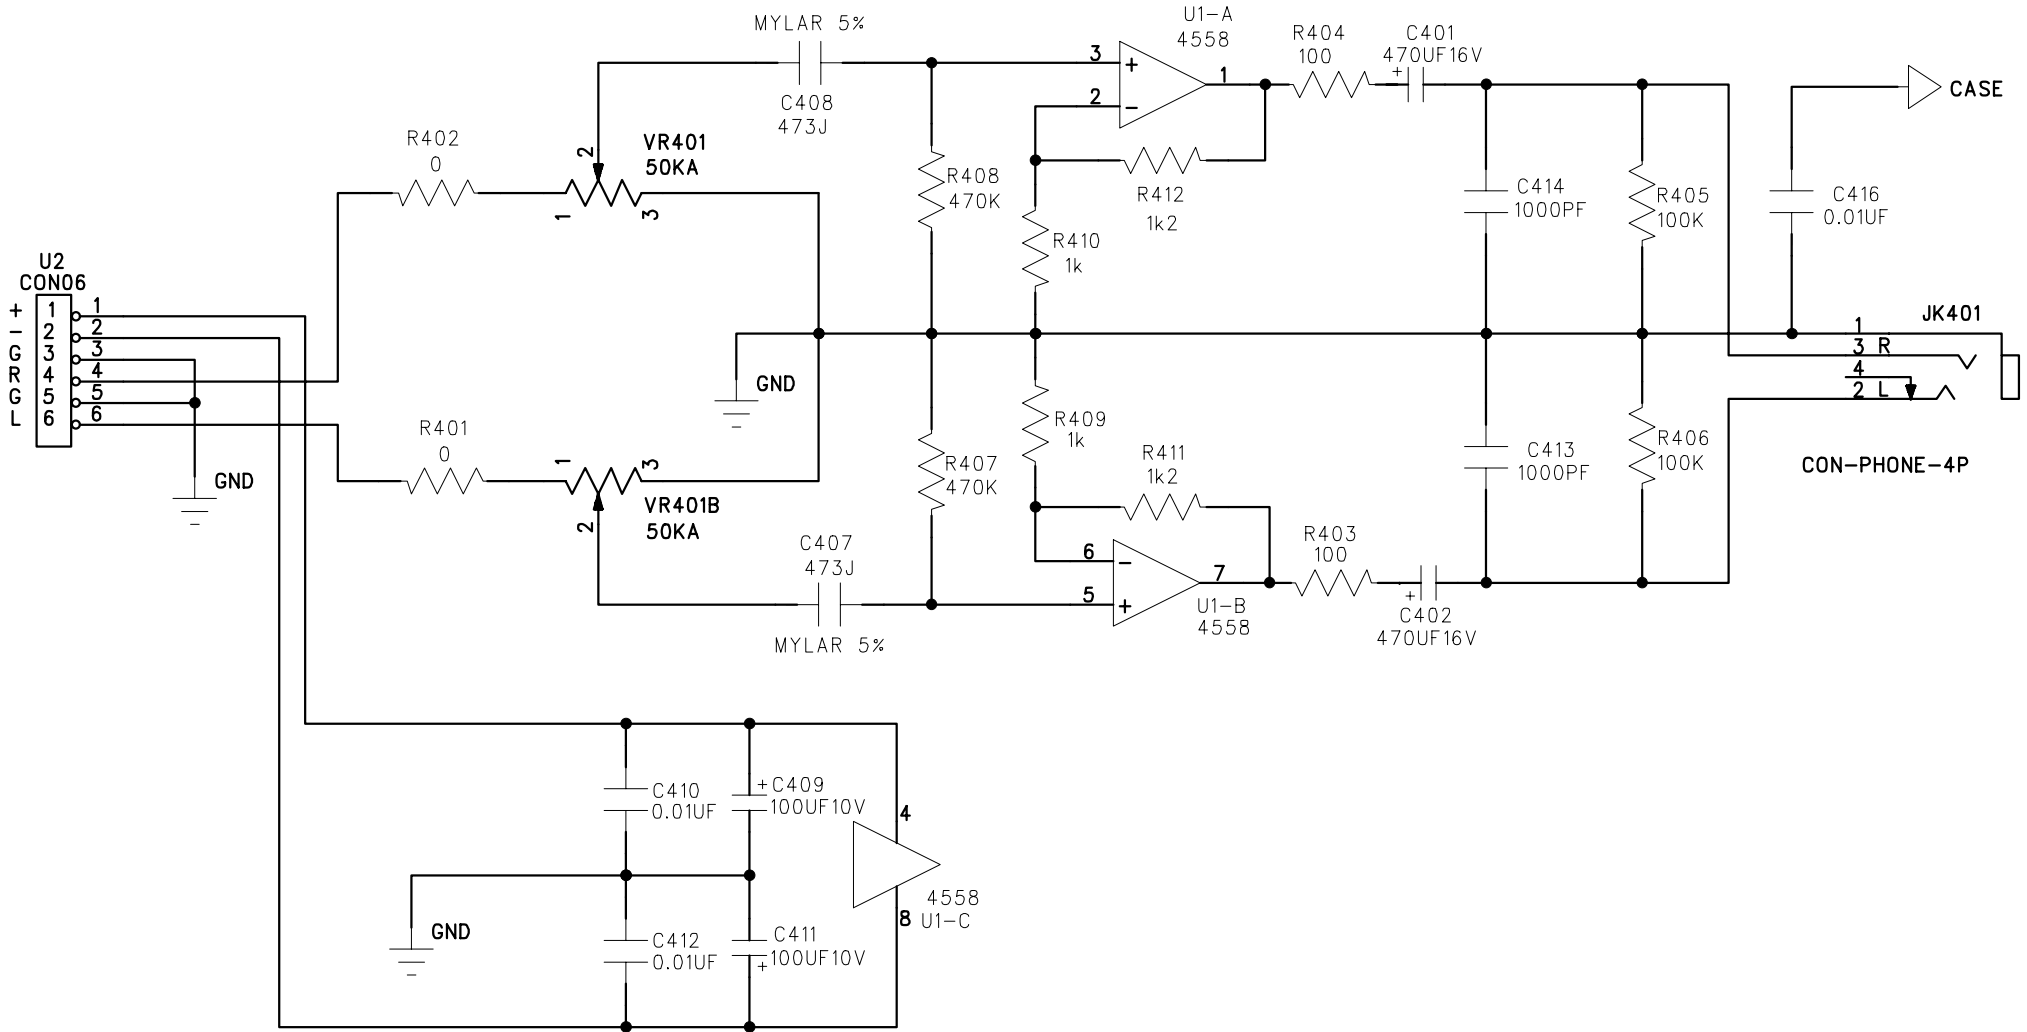 MYLAR 5%
C408
473J
U1-A
4558
3
+
2
−
1
R404
100
C401
470UF16V
+
CASE
R402
0
2
VR401
50KA
1
3
R408
470K
R412
1k2
R410
1k
C414
1000PF
R405
100K
C416
0.01UF
U2
CON06
+ 1 1
− 2 2
G 3 3
R 4 4
G 5 5
L 6 6
GND
GND
1
JK401
3 R
4
2 L
CON-PHONE-4P
R401
0
1
3
VR401B
50KA
2
C407
473J
MYLAR 5%
R407
470K
R409
1k
R411
1k2
6
−
5
+
7
U1-B
4558
R403
100
+
C402
470UF16V
C413
1000PF
R406
100K
C410
0.01UF
+
C409
100UF10V
4
4558
8
U1-C
GND
C412
0.01UF
C411
100UF10V
+